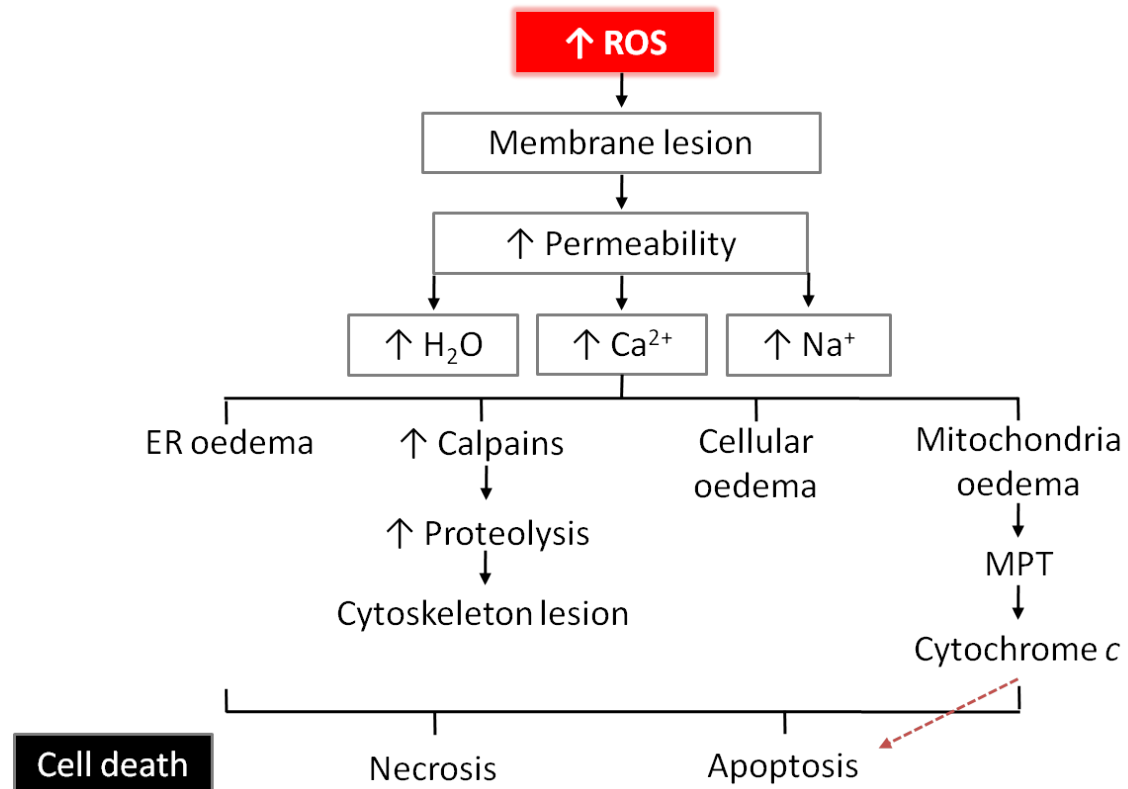 ↑ ROS
Membrane lesion
↑ Permeability
↑ H₂O
↑ Ca²⁺
↑ Na⁺
ER oedema
↑ Calpains
↑ Proteolysis
Cytoskeleton lesion
Cellular
oedema
Mitochondria
oedema
MPT
Cytochrome c
Cell death
Necrosis
Apoptosis